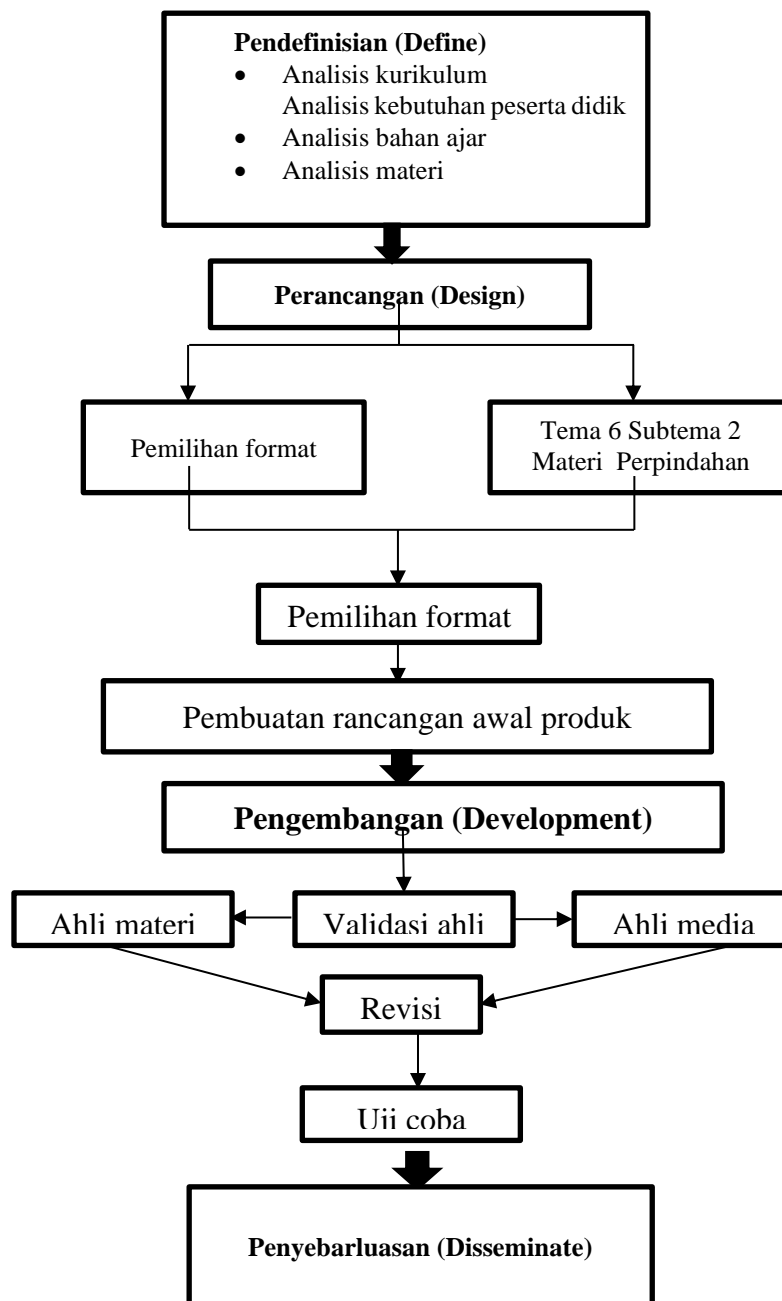 Pendefinisian (Define)
• Analisis kurikulum
Analisis kebutuhan peserta didik
• Analisis bahan ajar
• Analisis materi
Perancangan (Design)
Pemilihan format
Tema 6 Subtema 2
Materi Perpindahan
Pemilihan format
Pembuatan rancangan awal produk
Pengembangan (Development)
Ahli materi
Validasi ahli
Ahli media
Revisi
Uji coba
Penyebarluasan (Disseminate)